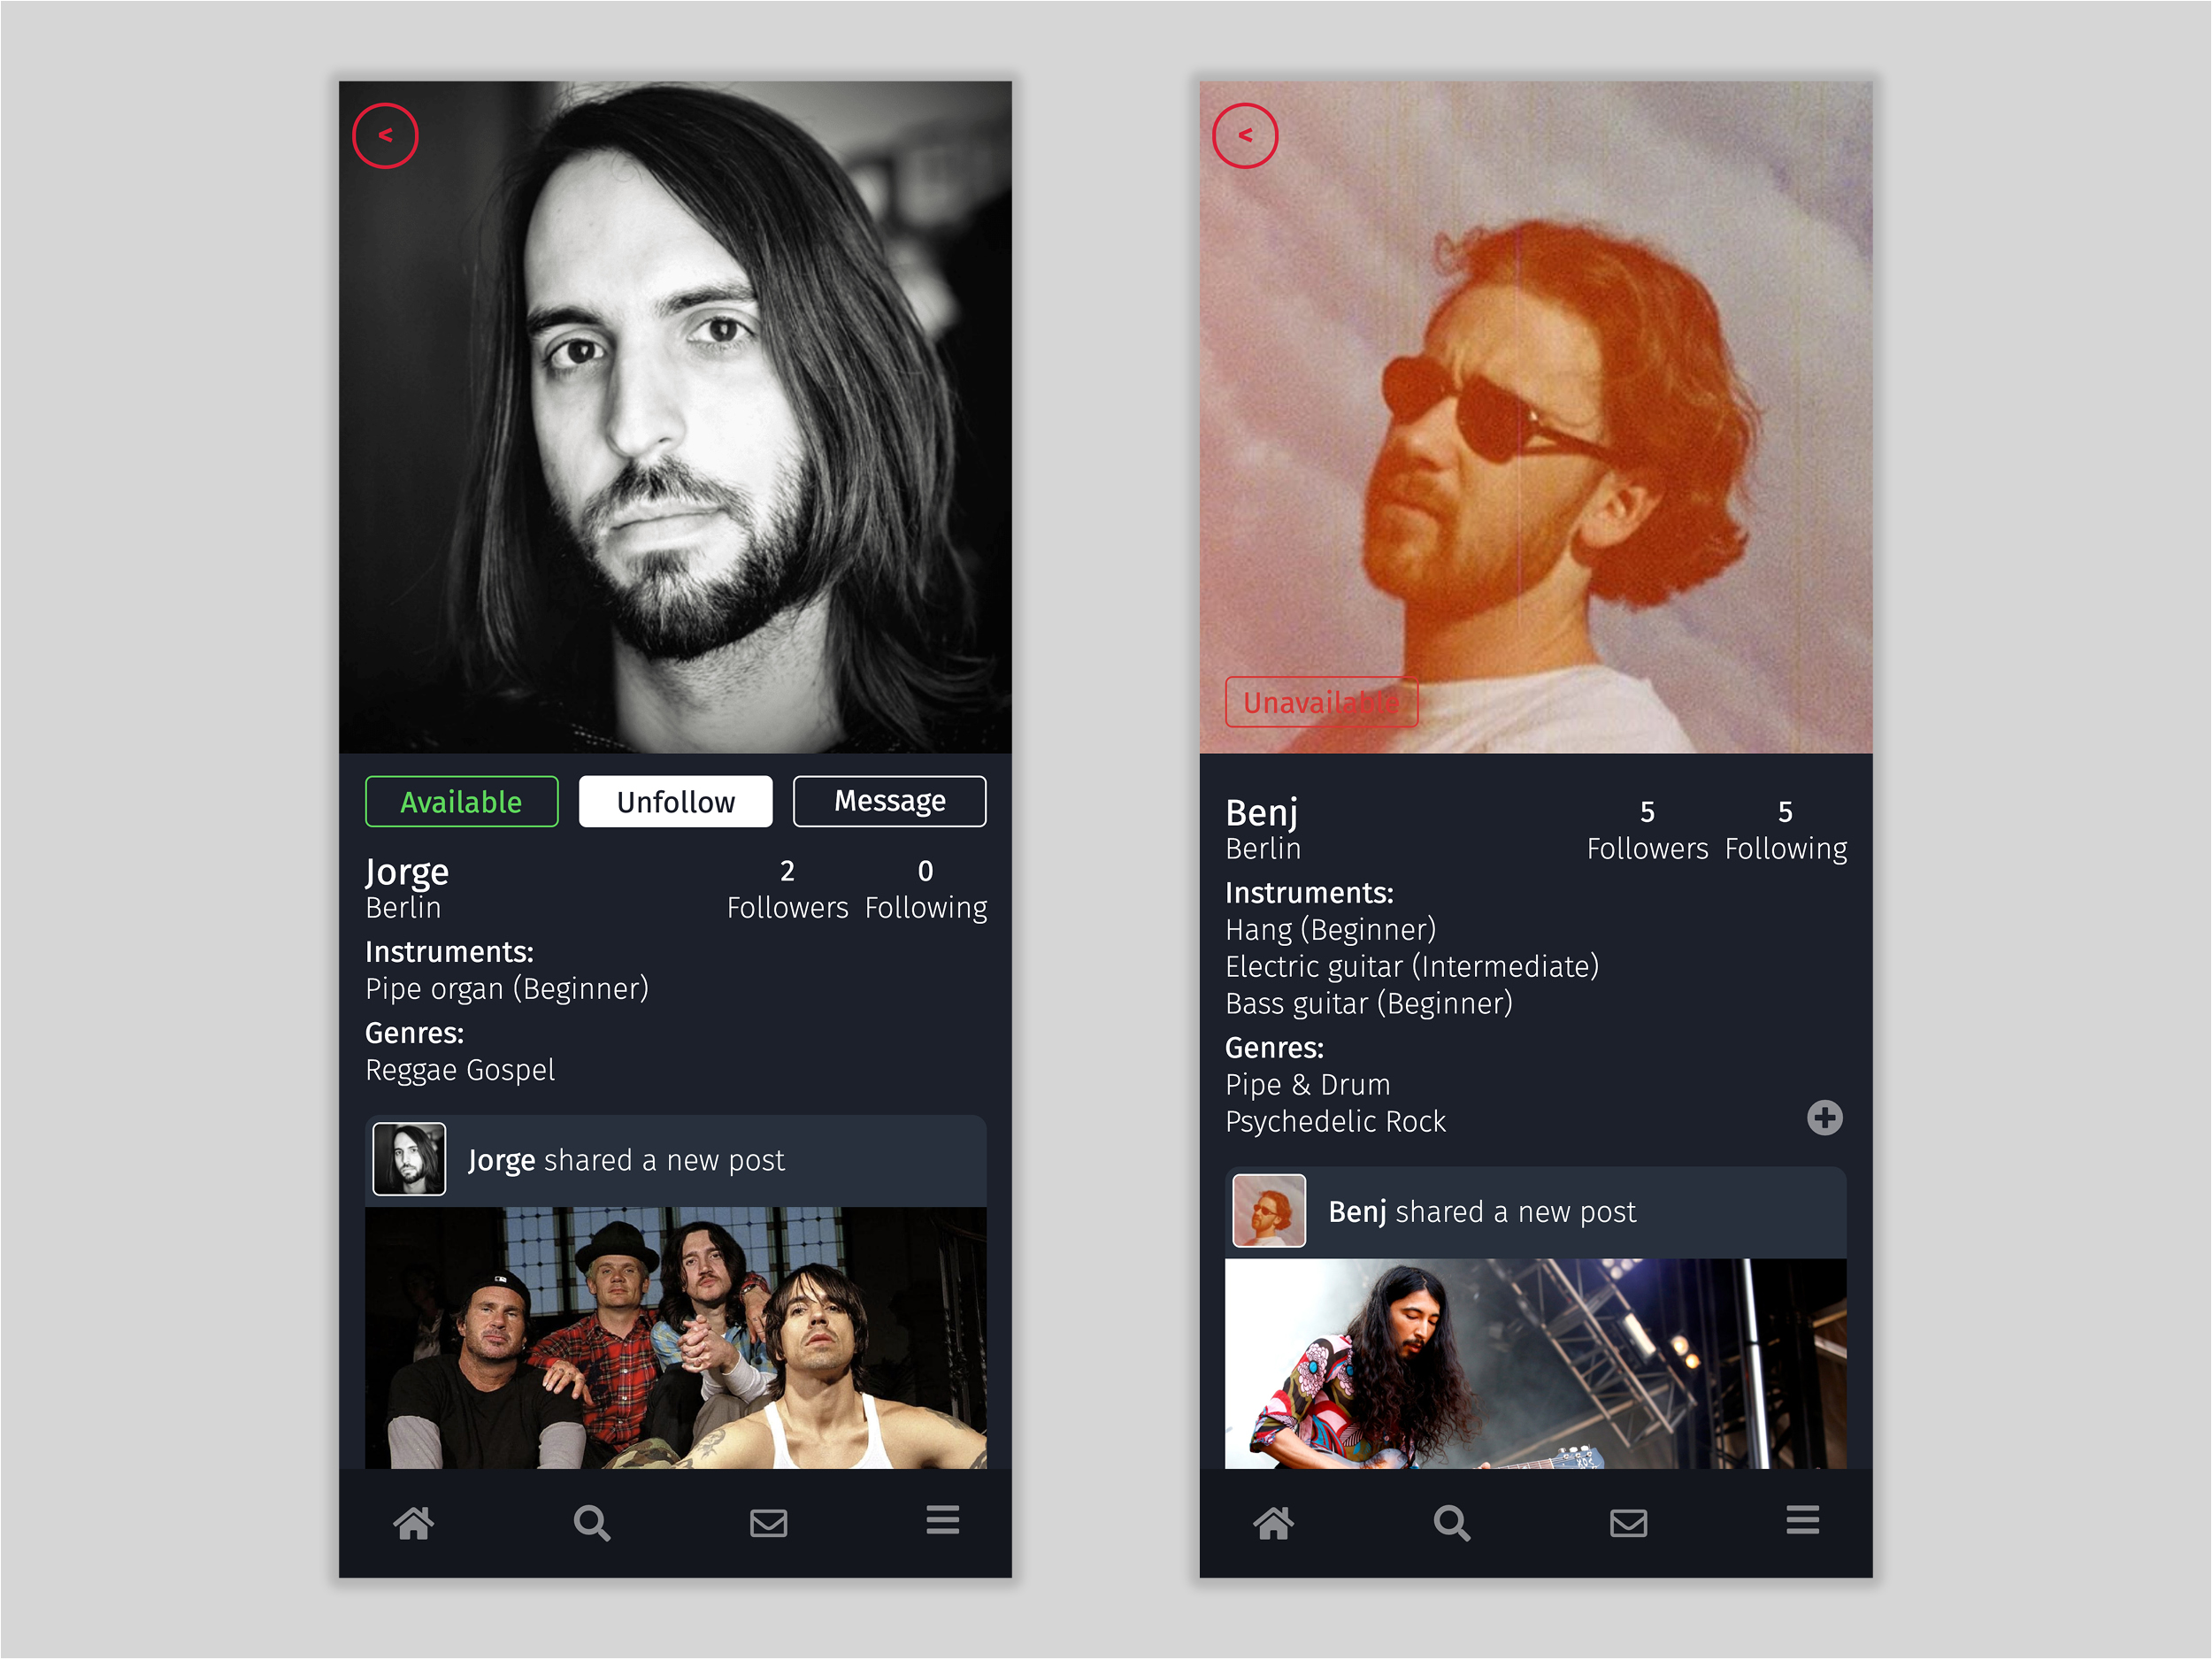 <
Available
Unfollow
Message
Jorge
Berlin
2
Followers
0
Following
Instruments:
Pipe organ (Beginner)
Genres:
Reggae Gospel
Jorge shared a new post
<
Unavailable
Benj
Berlin
5
Followers
5
Following
Instruments:
Hang (Beginner)
Electric guitar (Intermediate)
Bass guitar (Beginner)
Genres:
Pipe & Drum
Psychedelic Rock
Benj shared a new post